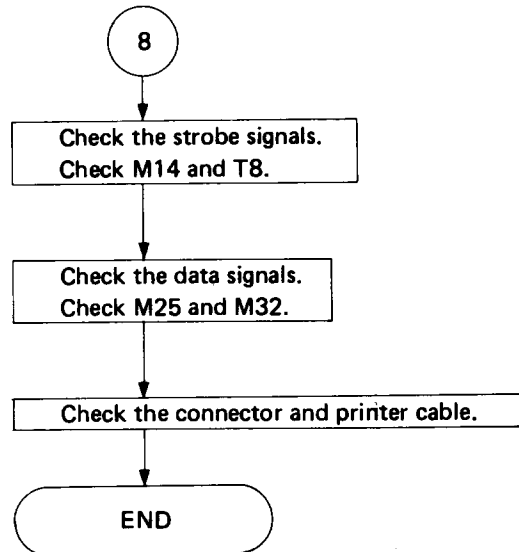 8
Check the strobe signals.
Check M14 and T8.
Check the data signals.
Check M25 and M32.
Check the connector and printer cable.
END